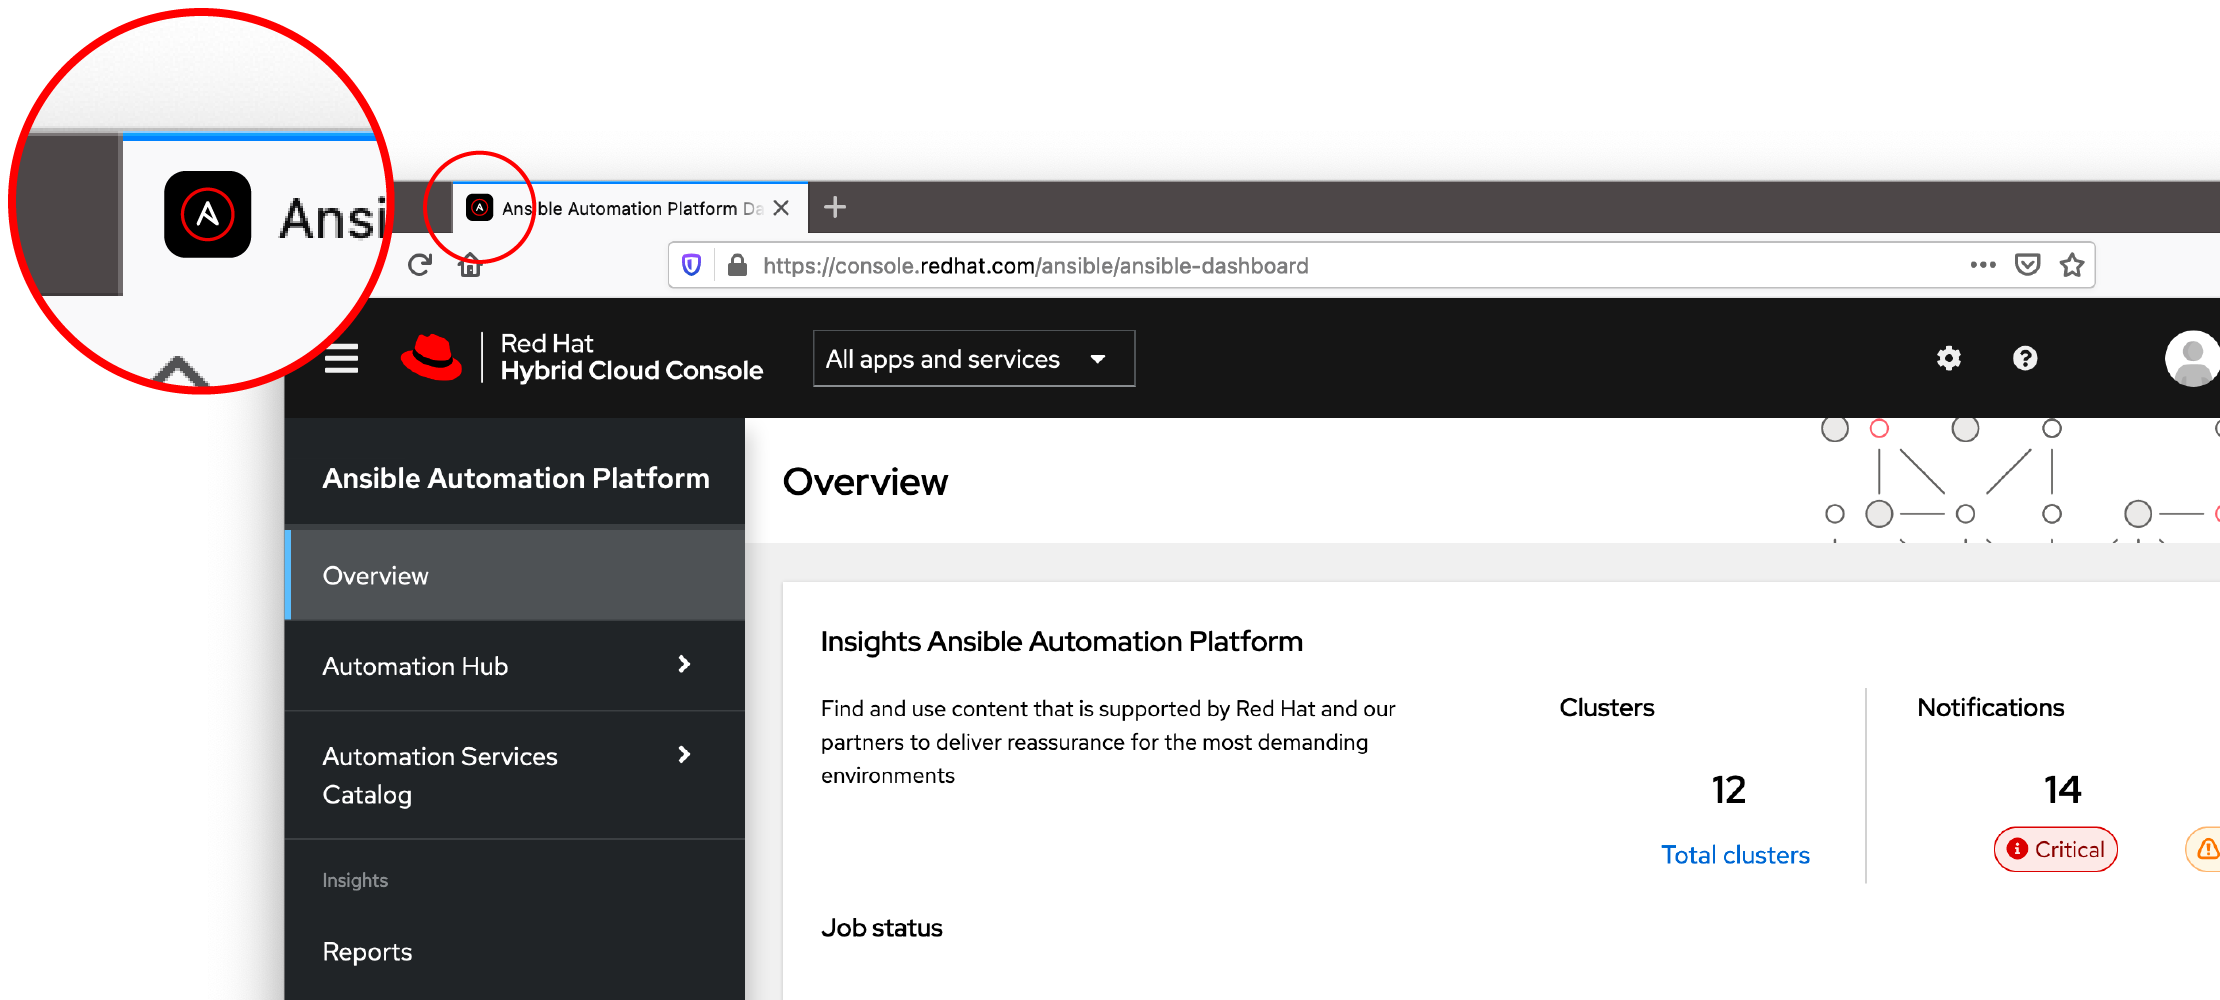 Ansi
Ansible Automation Platform Da
https://console.redhat.com/ansible/ansible-dashboard
Red Hat
Hybrid Cloud Console
All apps and services
Ansible Automation Platform
Overview
Automation Hub
Automation Services
Catalog
Insights
Reports
Overview
Insights Ansible Automation Platform
Find and use content that is supported by Red Hat and our
partners to deliver reassurance for the most demanding
environments
Clusters
12
Total clusters
Notifications
14
Critical
Job status